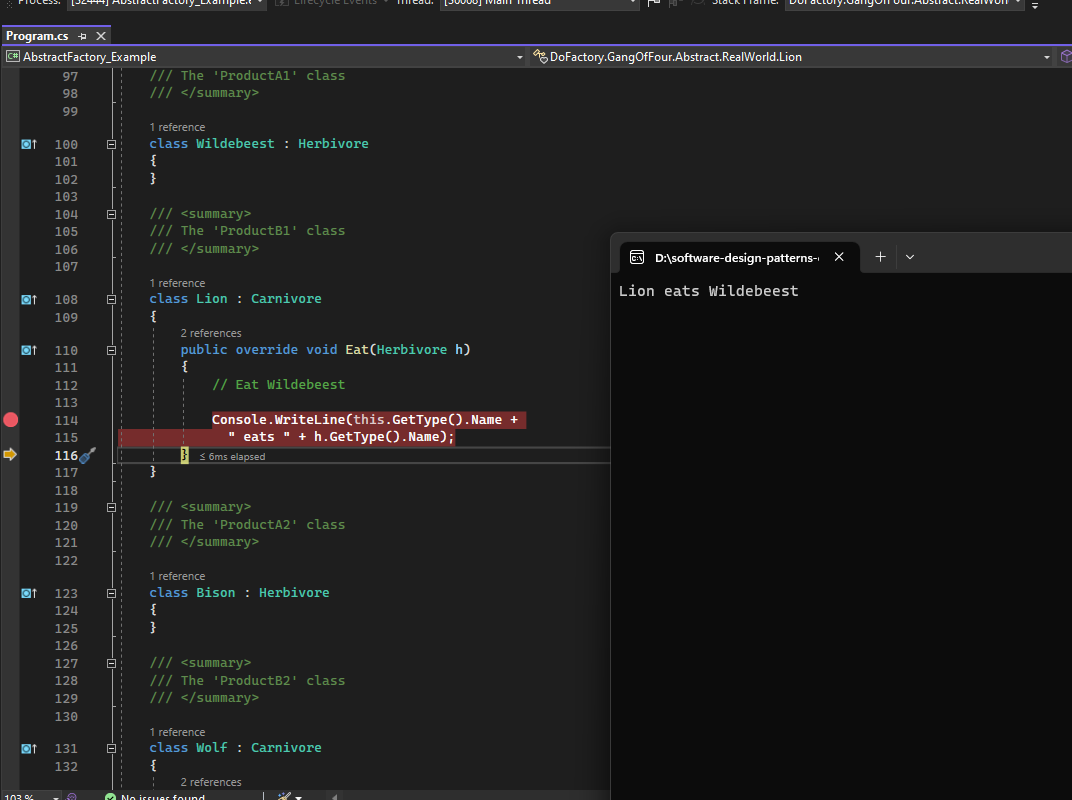 Process: [32444] AbstractFactory_Example.e Lifecycle Events Thread: Main Thread Stack Frame: DoFactory.GangOfFour.Abstract.RealWorl
Program.cs
C# AbstractFactory_Example DoFactory.GangOfFour.Abstract.RealWorld.Lion
97 /// The 'ProductA1' class
98 /// </summary>
99
1 reference
100 class Wildebeest : Herbivore
101 {
102 }
103
104 /// <summary>
105 /// The 'ProductB1' class
106 /// </summary>
107
1 reference
108 class Lion : Carnivore
109 {
2 references
110 public override void Eat(Herbivore h)
111 {
112 // Eat Wildebeest
113
114 Console.WriteLine(this.GetType().Name +
115 " eats " + h.GetType().Name);
116 } ≤ 6ms elapsed
117 }
118
119 /// <summary>
120 /// The 'ProductA2' class
121 /// </summary>
122
1 reference
123 class Bison : Herbivore
124 {
125 }
126
127 /// <summary>
128 /// The 'ProductB2' class
129 /// </summary>
130
1 reference
131 class Wolf : Carnivore
132 {
2 references
103 % No issues found
D:\software-design-patterns-
Lion eats Wildebeest